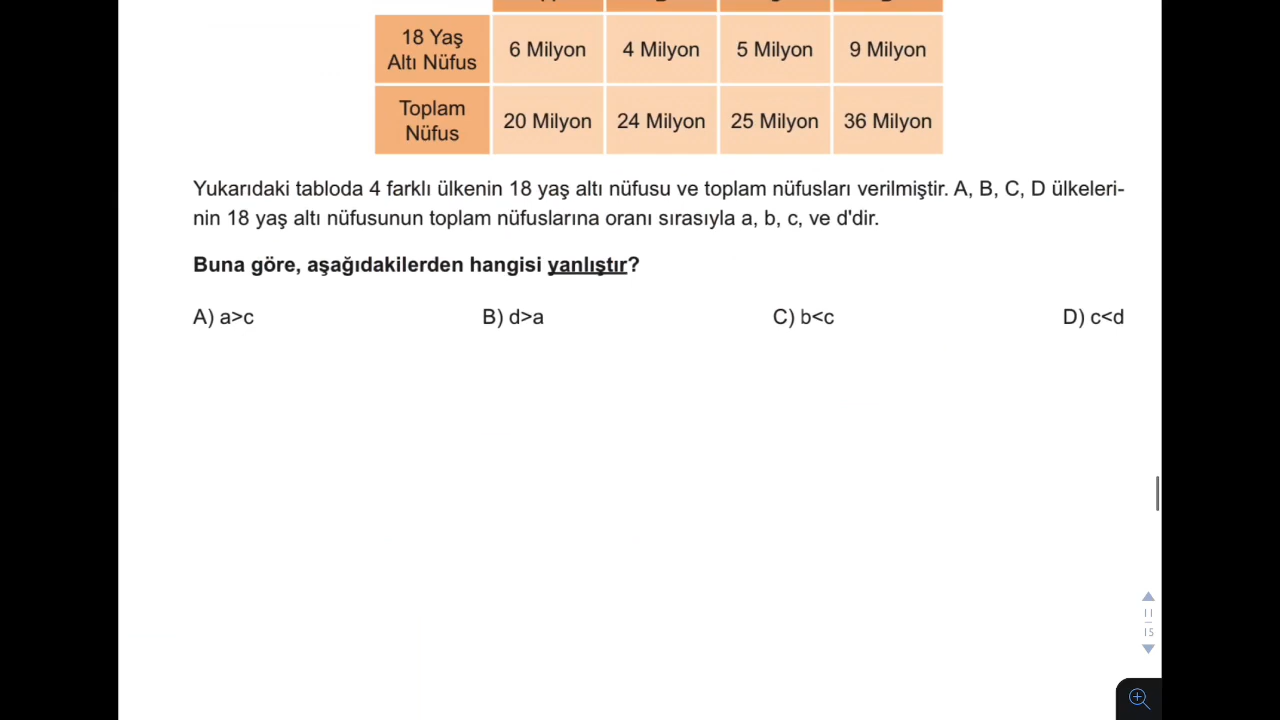 18 Yaş
Altı Nüfus
6 Milyon 4 Milyon 5 Milyon 9 Milyon
Toplam
Nüfus
20 Milyon 24 Milyon 25 Milyon 36 Milyon
Yukarıdaki tabloda 4 farklı ülkenin 18 yaş altı nüfusu ve toplam nüfusları verilmiştir. A, B, C, D ülkeleri-
nin 18 yaş altı nüfusunun toplam nüfuslarına oranı sırasıyla a, b, c, ve d'dir.
Buna göre, aşağıdakilerden hangisi yanlıştır?
A) a>c B) d>a C) b<c D) c<d
11
15